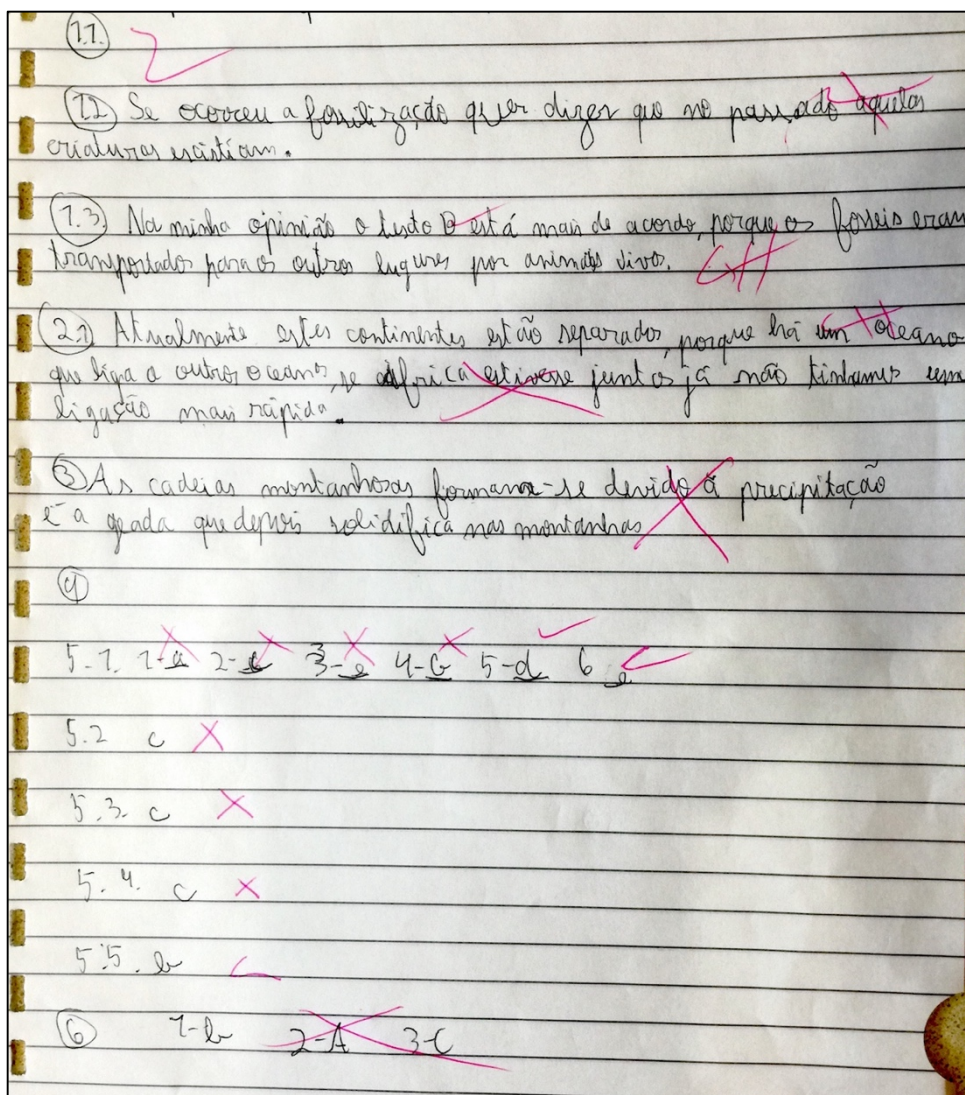 1.1.
1.2 Se ocorreu a fossilização quer dizer que no passado aquelas
criaturas existiam.
1.3 Na minha opinião o texto B está mais de acordo, porque os fosseis eram
transportados para os outros lugares por animais vivos.
2.1 Atualmente estes continentes estão separados, porque há um oceano
que liga a outros oceanos, se africa estivesse juntos já não tinhamos uma
ligação mais rápida.
3 As cadeias montanhosas formam-se devido á precipitação
e a geada que depois solidifica nas montanhas
4
5.1. 1-a 2-c 3-e 4-b 5-d 6 e
5.2 c
5.3. c
5.4. c
5.5. b
6 1-b 2-A 3-C